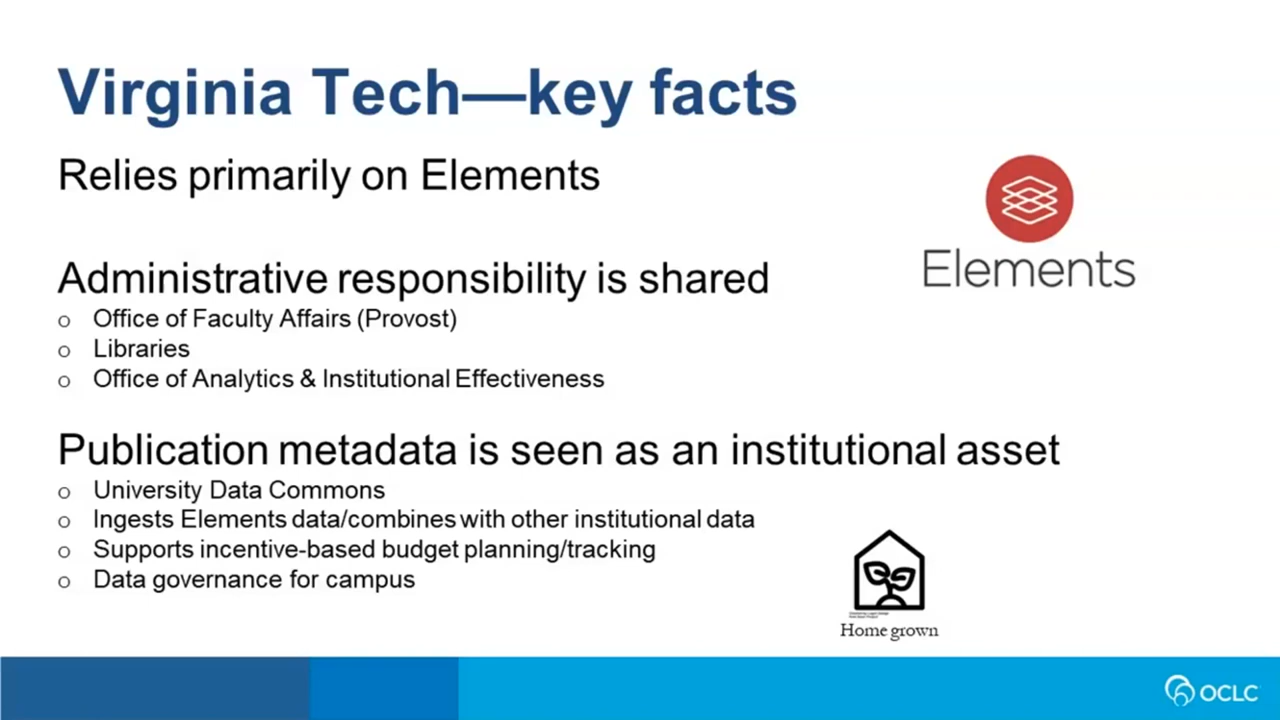 Virginia Tech—key facts
Relies primarily on Elements
Elements
Administrative responsibility is shared
o Office of Faculty Affairs (Provost)
o Libraries
o Office of Analytics & Institutional Effectiveness
Publication metadata is seen as an institutional asset
o University Data Commons
o Ingests Elements data/combines with other institutional data
o Supports incentive-based budget planning/tracking
o Data governance for campus
Home grown
OCLC